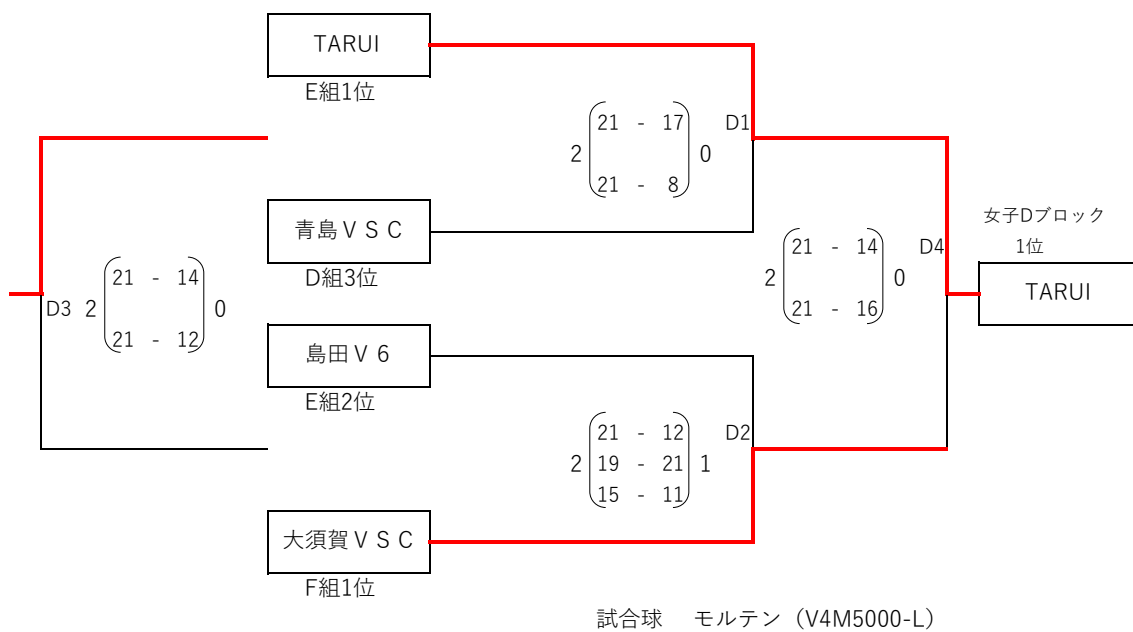 TARUI
E組1位
2 21 - 17 0 D1
21 - 8
青島ＶＳＣ
D組3位
女子Dブロック
1位
TARUI
2 21 - 14 0 D4
21 - 16
D3 2 21 - 14 0
21 - 12
島田Ｖ６
E組2位
21 - 12 D2
2 19 - 21 1
15 - 11
大須賀ＶＳＣ
F組1位
試合球　モルテン（V4M5000-L）